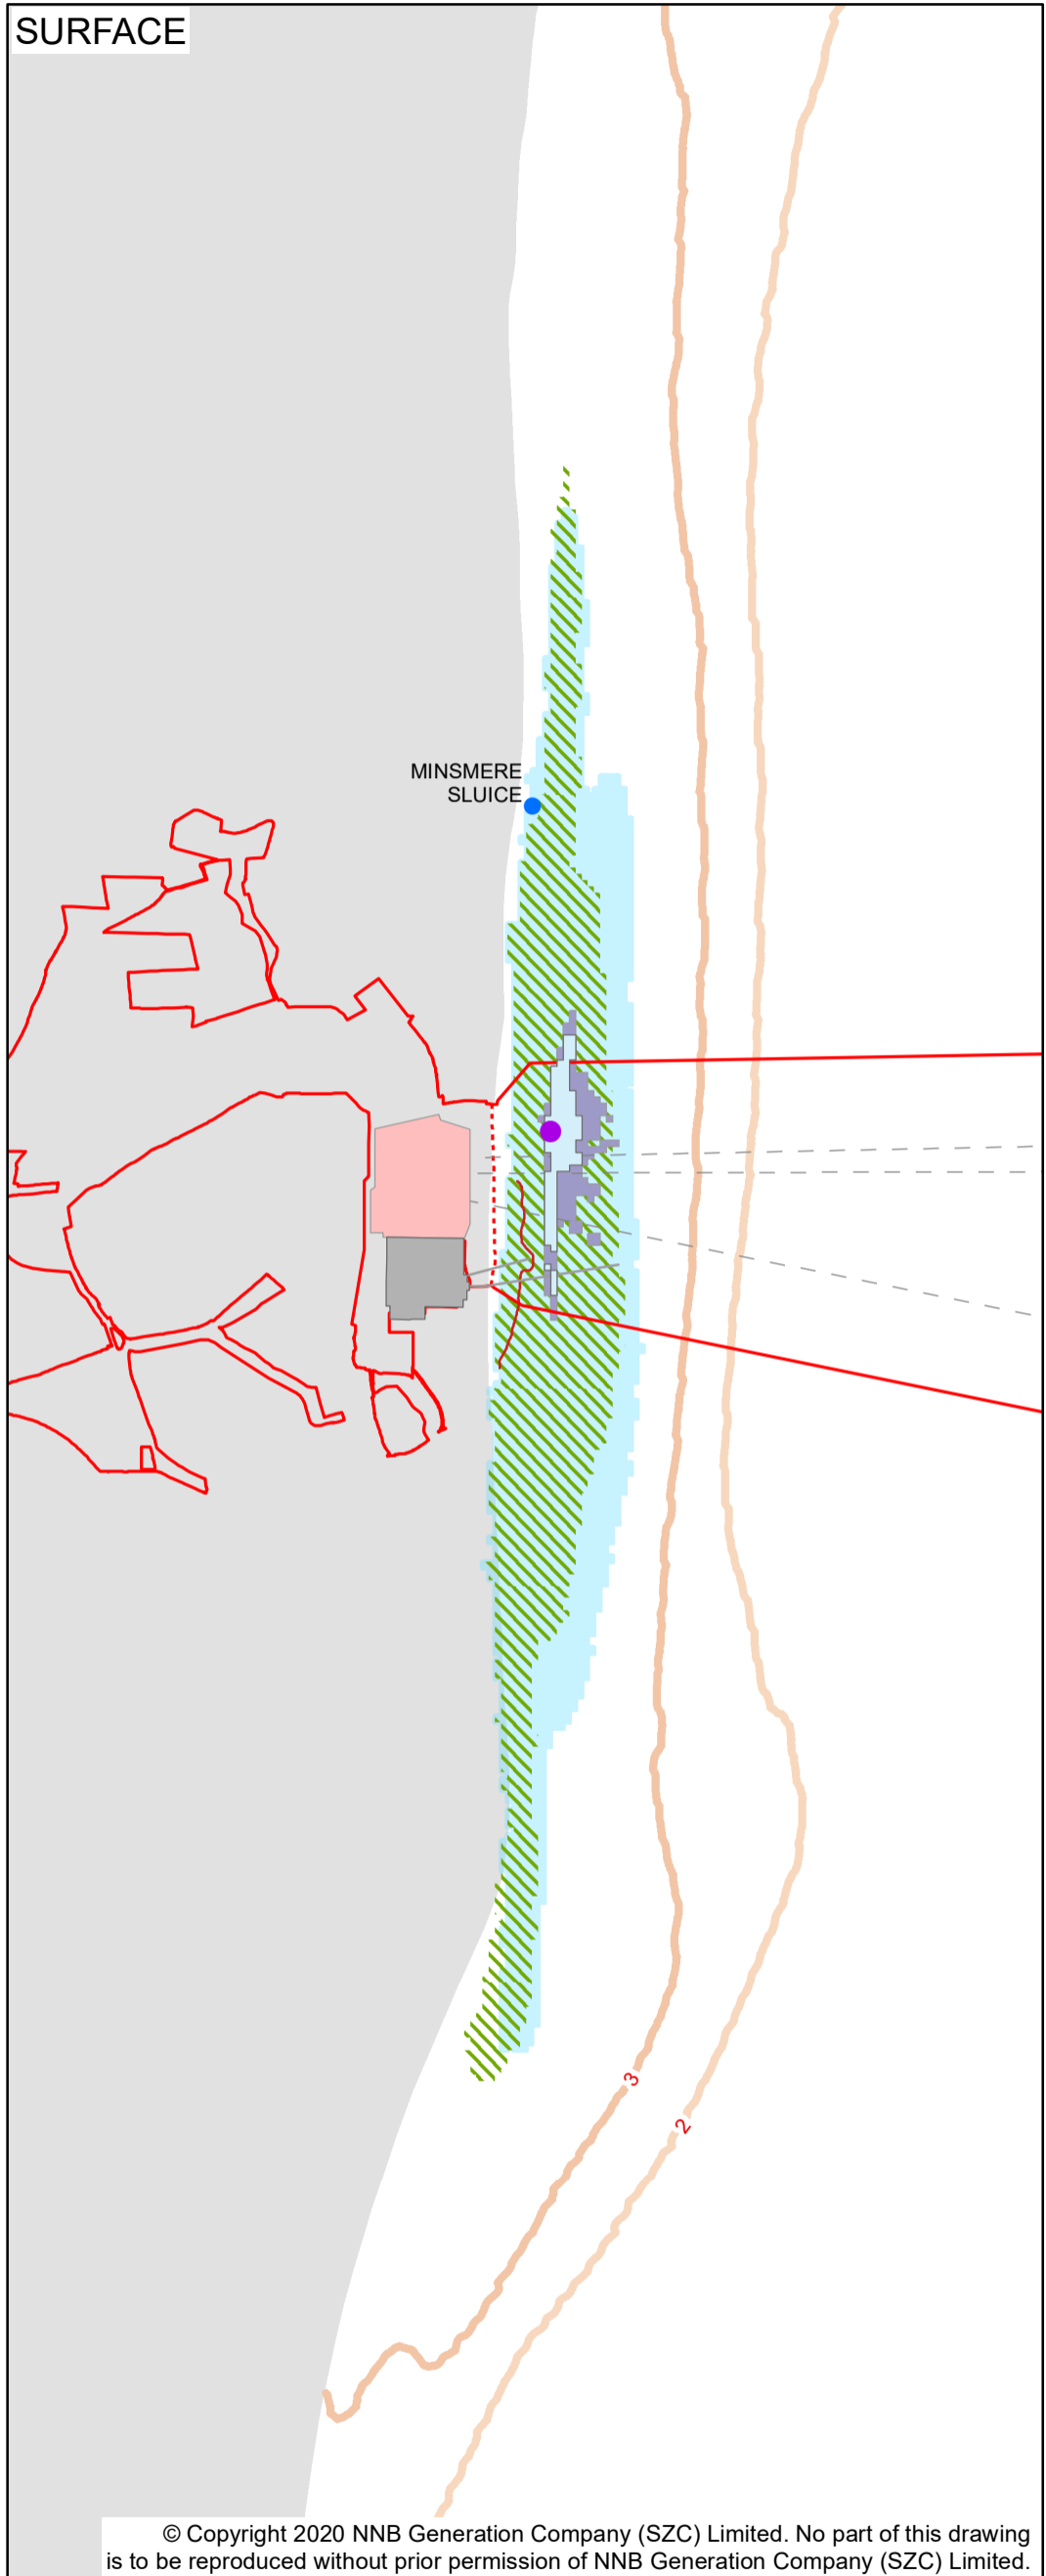 SURFACE
MINSMERE
SLUICE
3
2
© Copyright 2020 NNB Generation Company (SZC) Limited. No part of this drawing
is to be reproduced without prior permission of NNB Generation Company (SZC) Limited.